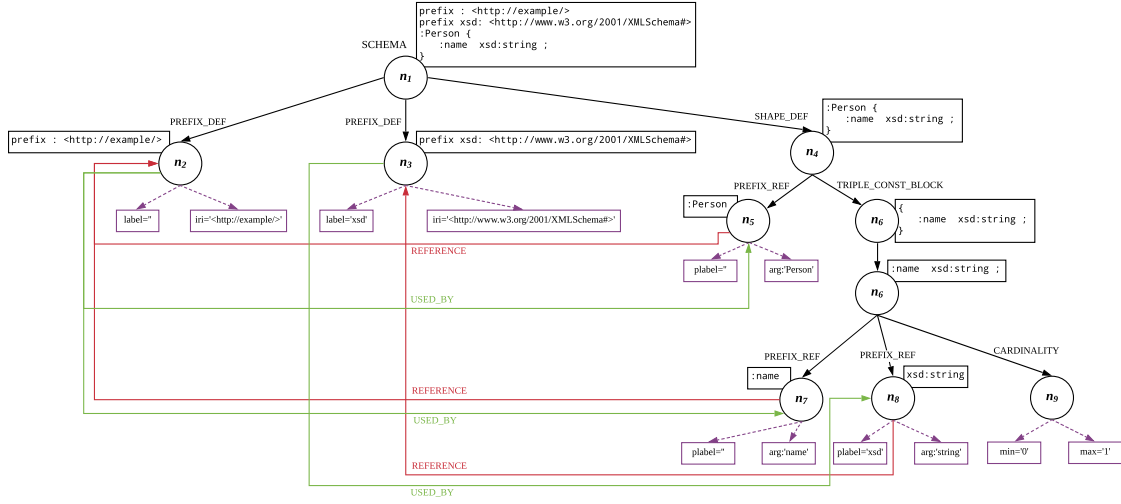 prefix : <http://example/>
prefix xsd: <http://www.w3.org/2001/XMLSchema#>
:Person {
:name xsd:string ;
}
SCHEMA
n1
PREFIX_DEF
PREFIX_DEF
SHAPE_DEF
:Person {
:name xsd:string ;
}
prefix : <http://example/>
n2
prefix xsd: <http://www.w3.org/2001/XMLSchema#>
n3
n4
PREFIX_REF
TRIPLE_CONST_BLOCK
label=''
iri='<http://example/>'
label='xsd'
iri='<http://www.w3.org/2001/XMLSchema#>'
:Person
n5
n6
{
:name xsd:string ;
}
REFERENCE
plabel=''
arg:'Person'
:name xsd:string ;
n6
USED_BY
PREFIX_REF
PREFIX_REF
CARDINALITY
:name
xsd:string
REFERENCE
n7
n8
n9
USED_BY
plabel=''
arg:'name'
plabel='xsd'
arg:'string'
min='0'
max='1'
REFERENCE
USED_BY